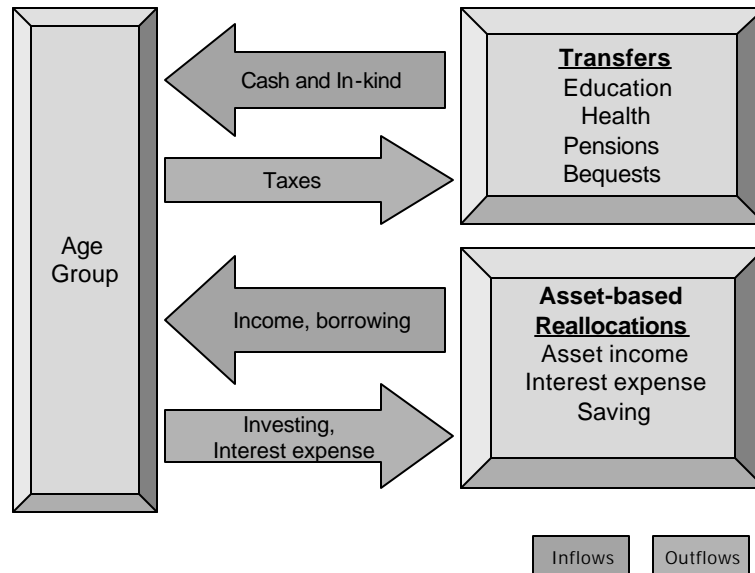 Age
Group
Cash and In-kind
Taxes
Transfers
Education
Health
Pensions
Bequests
Income, borrowing
Investing,
Interest expense
Asset-based
Reallocations
Asset income
Interest expense
Saving
Inflows
Outflows